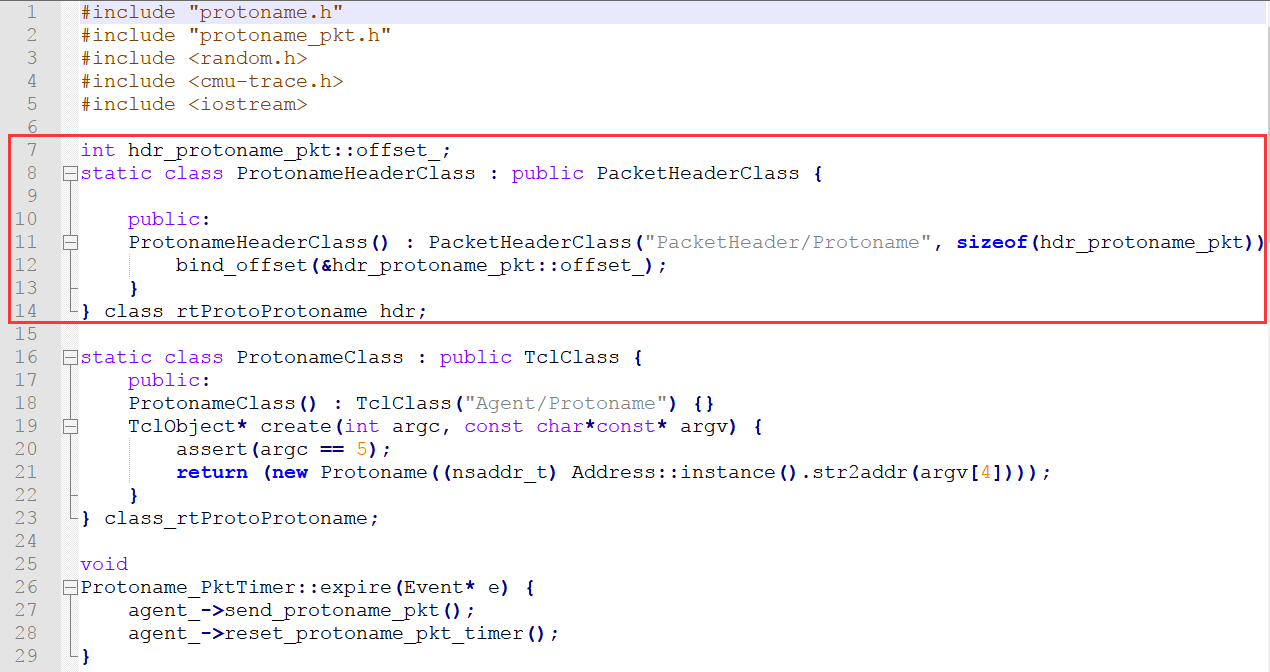 1 #include "protoname.h"
2 #include "protoname_pkt.h"
3 #include <random.h>
4 #include <cmu-trace.h>
5 #include <iostream>
6
7 int hdr_protoname_pkt::offset_;
8 static class ProtonameHeaderClass : public PacketHeaderClass {
9
10 public:
11 ProtonameHeaderClass() : PacketHeaderClass("PacketHeader/Protoname", sizeof(hdr_protoname_pkt))
12 bind_offset(&hdr_protoname_pkt::offset_);
13 }
14 } class rtProtoProtoname hdr;
15
16 static class ProtonameClass : public TclClass {
17 public:
18 ProtonameClass() : TclClass("Agent/Protoname") {}
19 TclObject* create(int argc, const char*const* argv) {
20 assert(argc == 5);
21 return (new Protoname((nsaddr_t) Address::instance().str2addr(argv[4])));
22 }
23 } class_rtProtoProtoname;
24
25 void
26 Protoname_PktTimer::expire(Event* e) {
27 agent_->send_protoname_pkt();
28 agent_->reset_protoname_pkt_timer();
29 }